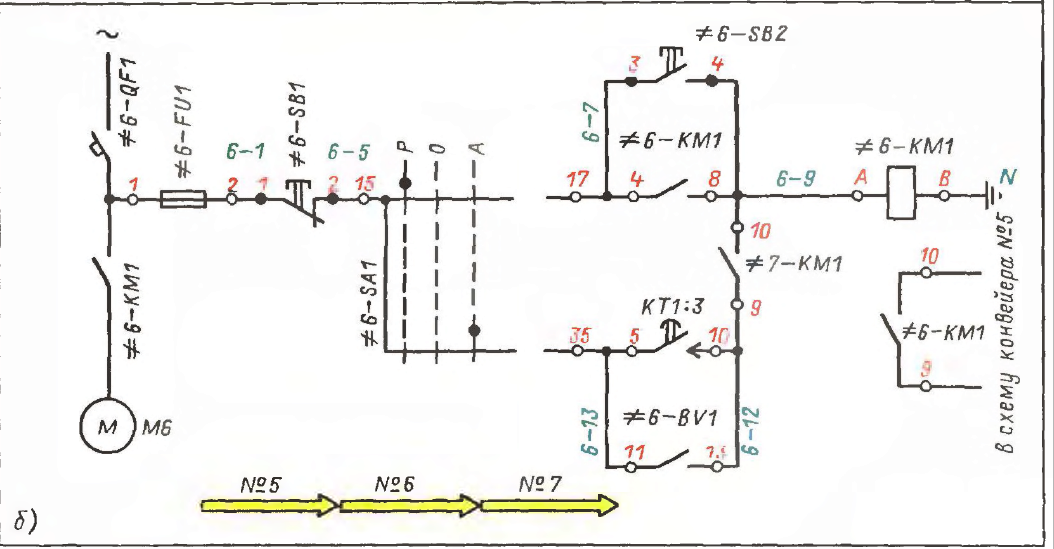 ~
≠6-QF1
≠6-FU1
≠6-SB1
≠6-SB2
3
4
6-7
6-1
6-5
P
O
A
≠6-KM1
≠6-KM1
1
2
1
2
15
17
4
8
6-9
A
B
N
10
≠7-KM1
9
≠6-KM1
≠6-SA1
KT1:3
35
5
10
10
≠6-KM1
9
В схему конвейера №5
M
M6
6-13
≠6-BV1
6-12
11
№5
№6
№7
б)